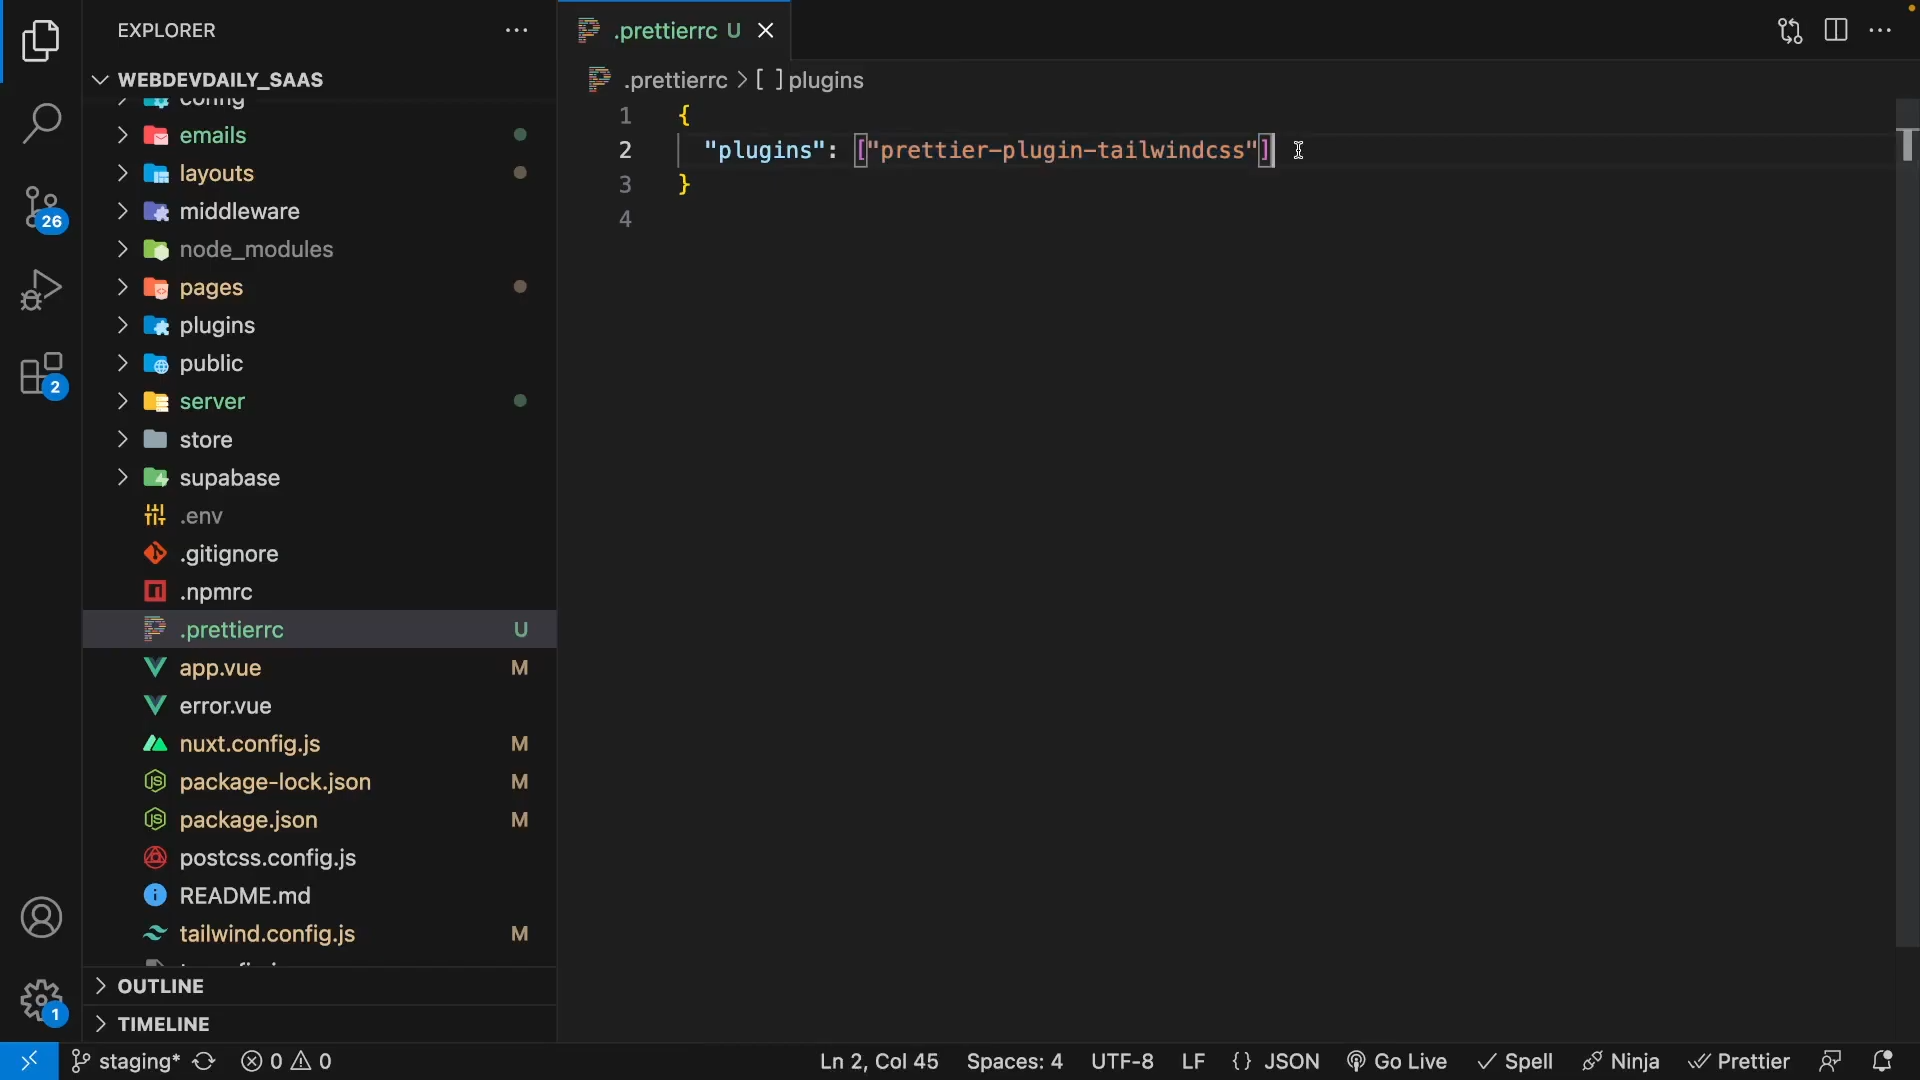 EXPLORER
WEBDEVDAILY_SAAS
config
emails
layouts
middleware
node_modules
pages
plugins
public
server
store
supabase
.env
.gitignore
.npmrc
.prettierrc U
app.vue M
error.vue
nuxt.config.js M
package-lock.json M
package.json M
postcss.config.js
README.md
tailwind.config.js M
OUTLINE
TIMELINE
26
2
1
.prettierrc U
.prettierrc > [ ] plugins
1 {
2 "plugins": ["prettier-plugin-tailwindcss"]
3 }
4
staging* 0 0 Ln 2, Col 45 Spaces: 4 UTF-8 LF {} JSON Go Live Spell Ninja Prettier